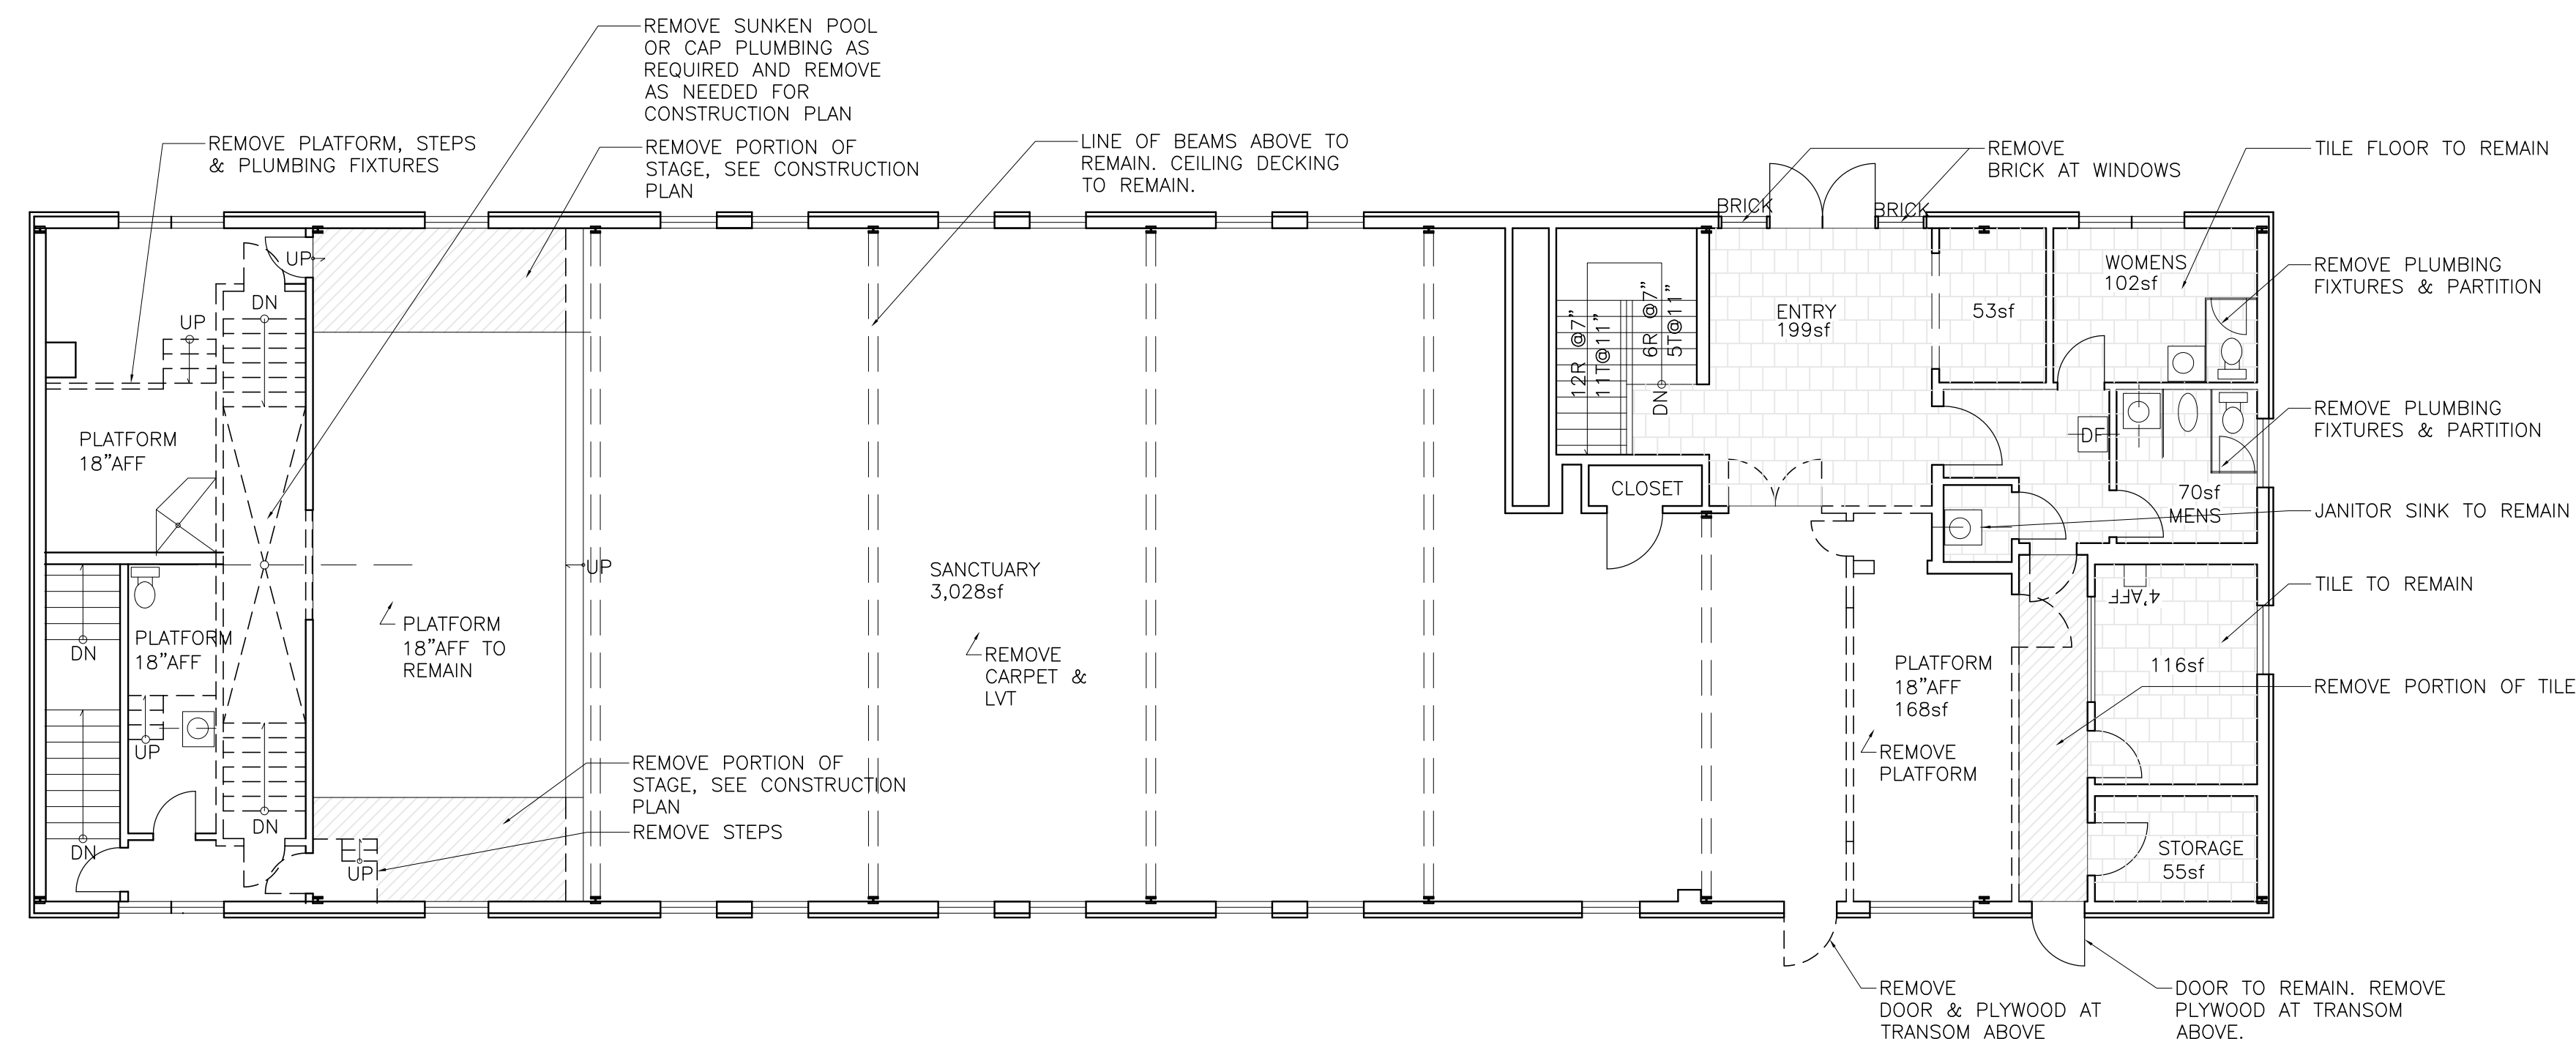 REMOVE SUNKEN POOL
OR CAP PLUMBING AS
REQUIRED AND REMOVE
AS NEEDED FOR
CONSTRUCTION PLAN
REMOVE PLATFORM, STEPS
& PLUMBING FIXTURES
REMOVE PORTION OF
STAGE, SEE CONSTRUCTION
PLAN
LINE OF BEAMS ABOVE TO
REMAIN. CEILING DECKING
TO REMAIN.
REMOVE
BRICK AT WINDOWS
TILE FLOOR TO REMAIN
BRICK
BRICK
UP
DN
UP
PLATFORM
18"AFF
12R @7"
11T@11"
6R @7"
5T@11"
DN
ENTRY
199sf
53sf
WOMENS
102sf
REMOVE PLUMBING
FIXTURES & PARTITION
REMOVE PLUMBING
FIXTURES & PARTITION
DF
CLOSET
70sf
MENS
JANITOR SINK TO REMAIN
UP
SANCTUARY
3,028sf
TILE TO REMAIN
4'AFF
PLATFORM
18"AFF
DN
PLATFORM
18"AFF TO
REMAIN
REMOVE
CARPET &
LVT
PLATFORM
18"AFF
168sf
116sf
REMOVE PORTION OF TILE
UP
REMOVE
PLATFORM
REMOVE PORTION OF
STAGE, SEE CONSTRUCTION
PLAN
REMOVE STEPS
DN
DN
UP
STORAGE
55sf
REMOVE
DOOR & PLYWOOD AT
TRANSOM ABOVE
DOOR TO REMAIN. REMOVE
PLYWOOD AT TRANSOM
ABOVE.